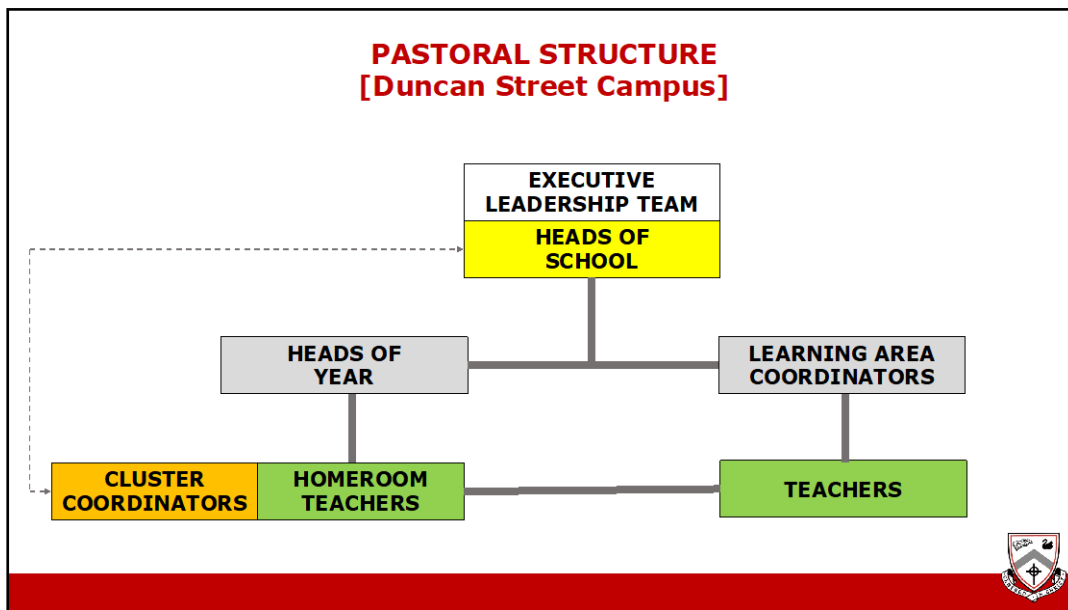 PASTORAL STRUCTURE
[Duncan Street Campus]
EXECUTIVE
LEADERSHIP TEAM
HEADS OF
SCHOOL
HEADS OF
YEAR
LEARNING AREA
COORDINATORS
CLUSTER
COORDINATORS
HOMEROOM
TEACHERS
TEACHERS